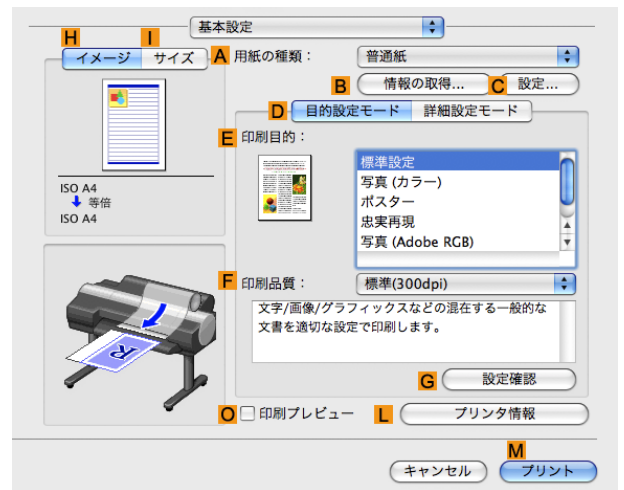 基本設定
H
I
イメージ
サイズ
A
用紙の種類：
普通紙
B
情報の取得...
C
設定...
D
目的設定モード
詳細設定モード
E
印刷目的：
標準設定
写真 (カラー)
ポスター
忠実再現
写真 (Adobe RGB)
ISO A4
等倍
ISO A4
F
印刷品質：
標準(300dpi)
文字/画像/グラフィックスなどの混在する一般的な
文書を適切な設定で印刷します。
G
設定確認
R
O
印刷プレビュー
L
プリンタ情報
M
キャンセル
プリント